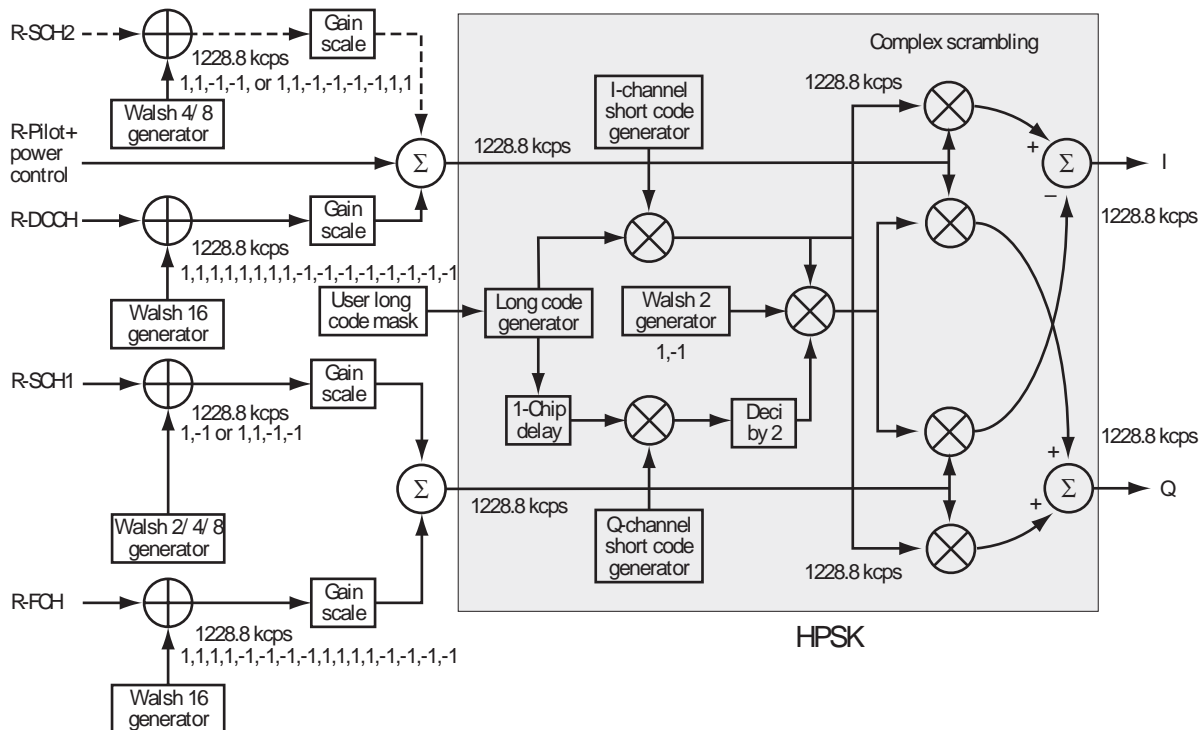 R-SCH2
1228.8 kcps
1,1,-1,-1, or 1,1,-1,-1,-1,-1,1,1
Gain
scale
Walsh 4/ 8
generator
R-Pilot+
power
control
Σ
1228.8 kcps
R-DCCH
1228.8 kcps
1,1,1,1,1,1,1,1,-1,-1,-1,-1,-1,-1,-1,-1
Gain
scale
Walsh 16
generator
User long
code mask
R-SCH1
1228.8 kcps
1,-1 or 1,1,-1,-1
Gain
scale
Walsh 2/ 4/ 8
generator
Σ
1228.8 kcps
R-FCH
1228.8 kcps
1,1,1,1,-1,-1,-1,-1,1,1,1,1,-1,-1,-1,-1
Gain
scale
Walsh 16
generator
Complex scrambling
I-channel
short code
generator
Long code
generator
Walsh 2
generator
1,-1
1-Chip
delay
Deci
by 2
Q-channel
short code
generator
1228.8 kcps
1228.8 kcps
+
Σ
−
I
1228.8 kcps
1228.8 kcps
+
Σ
+
Q
HPSK